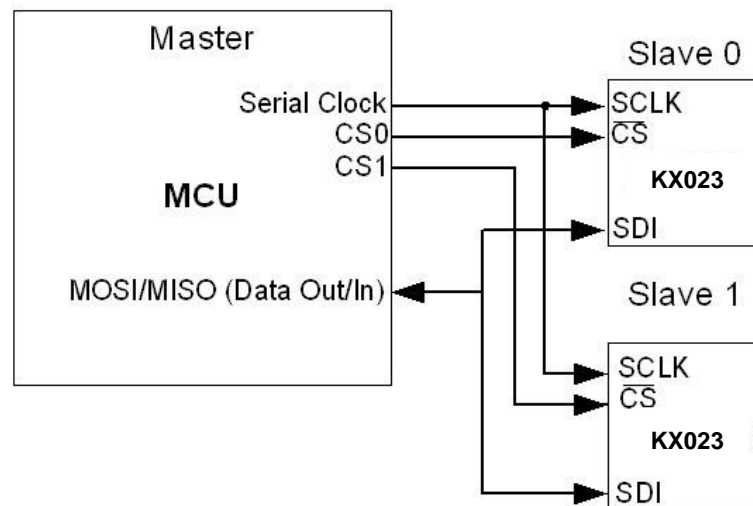 Master
Serial Clock
CS0
CS1
MCU
MOSI/MISO (Data Out/In)
Slave 0
SCLK
CS
KX023
SDI
Slave 1
SCLK
CS
KX023
SDI